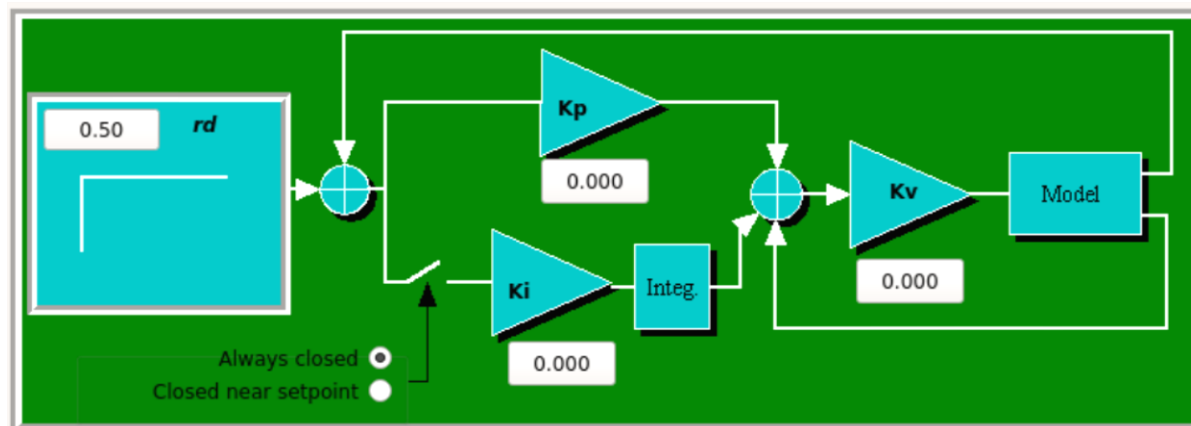 0.50 rd
Kp
0.000
Kv
Model
0.000
Ki
Integ.
0.000
Always closed
Closed near setpoint